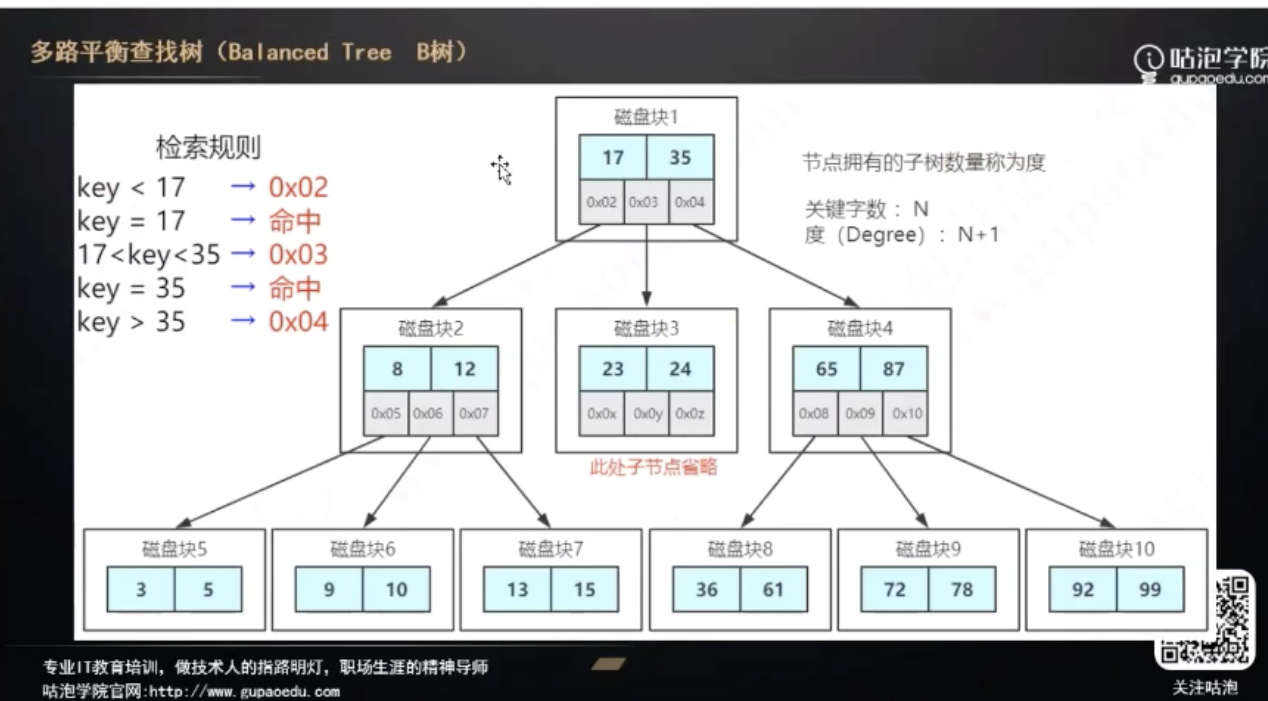 多路平衡查找树（Balanced Tree B树）
咕泡学院
gupaoedu.com
检索规则
key < 17 → 0x02
key = 17 → 命中
17<key<35 → 0x03
key = 35 → 命中
key > 35 → 0x04
磁盘块1
17 35
0x02 0x03 0x04
节点拥有的子树数量称为度
关键字数：N
度（Degree）：N+1
磁盘块2
8 12
0x05 0x06 0x07
磁盘块3
23 24
0x0x 0x0y 0x0z
此处子节点省略
磁盘块4
65 87
0x08 0x09 0x10
磁盘块5
3 5
磁盘块6
9 10
磁盘块7
13 15
磁盘块8
36 61
磁盘块9
72 78
磁盘块10
92 99
专业IT教育培训，做技术人的指路明灯，职场生涯的精神导师
咕泡学院官网:http://www.gupaoedu.com
关注咕泡